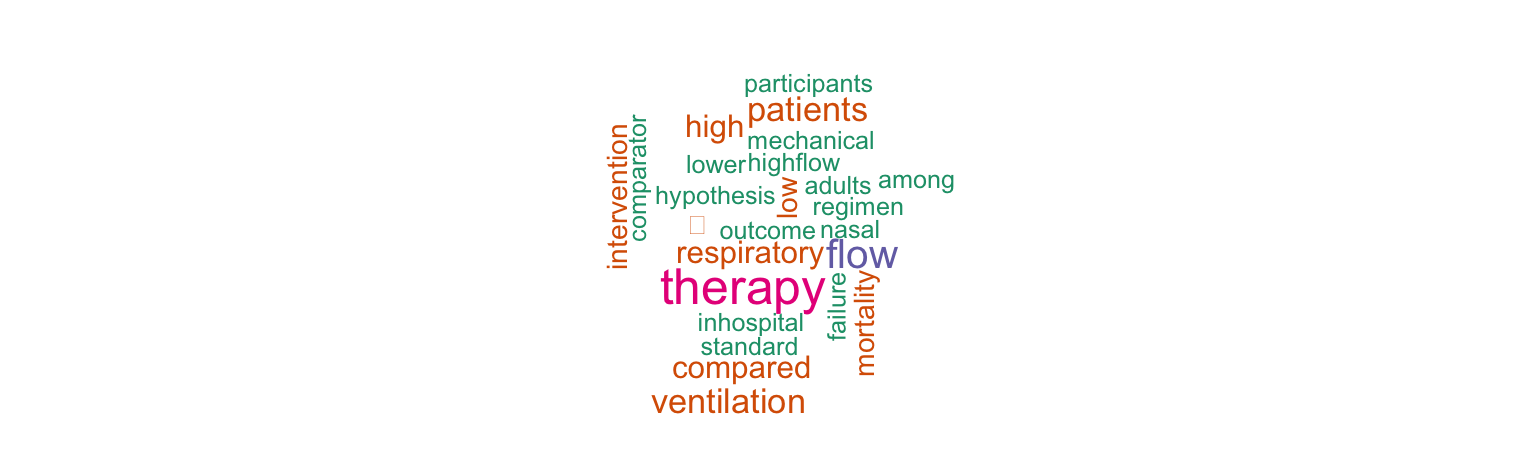 participants
patients
high
mechanical
intervention
comparator
lower
highflow
among
adults
low
hypothesis
regimen
outcome
nasal
respiratory
flow
therapy
failure
mortality
inhospital
standard
compared
ventilation